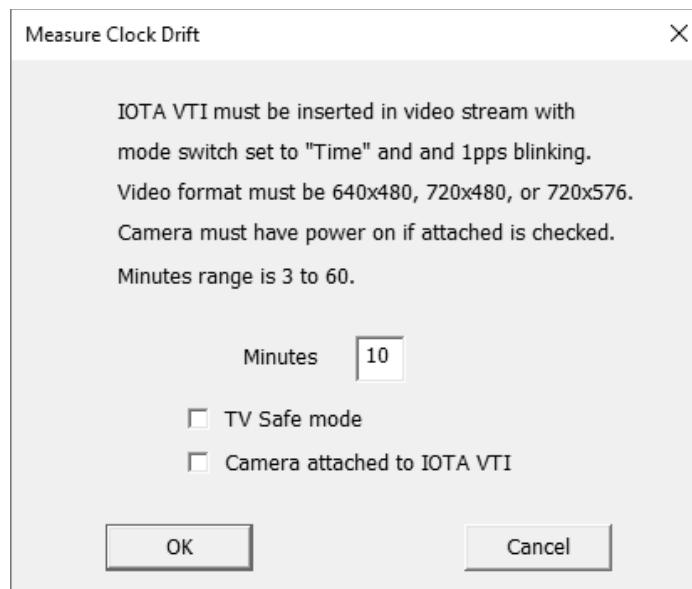 Measure Clock Drift
IOTA VTI must be inserted in video stream with
mode switch set to "Time" and and 1pps blinking.
Video format must be 640x480, 720x480, or 720x576.
Camera must have power on if attached is checked.
Minutes range is 3 to 60.
Minutes 10
TV Safe mode
Camera attached to IOTA VTI
OK Cancel